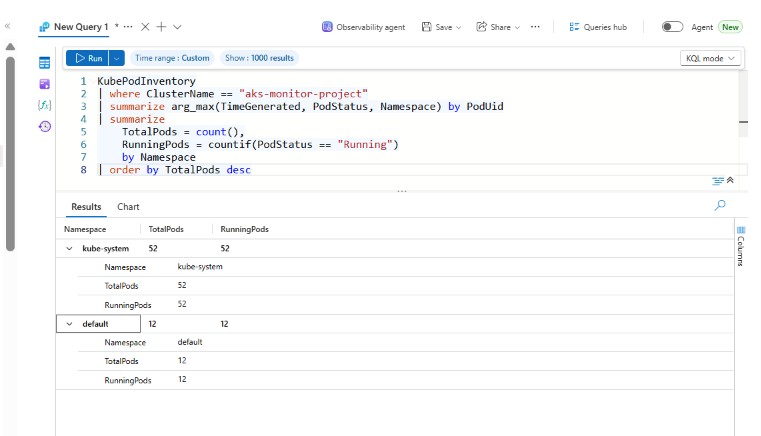 New Query 1 * ... Observability agent Save Share ... Queries hub Agent New
Run Time range : Custom Show : 1000 results KQL mode
1 KubePodInventory
2 | where ClusterName == "aks-monitor-project"
3 | summarize arg_max(TimeGenerated, PodStatus, Namespace) by PodUid
4 | summarize
5 TotalPods = count(),
6 RunningPods = countif(PodStatus == "Running")
7 by Namespace
8 | order by TotalPods desc
Results Chart
Namespace TotalPods RunningPods
kube-system 52 52
Namespace kube-system
TotalPods 52
RunningPods 52
default 12 12
Namespace default
TotalPods 12
RunningPods 12
Columns